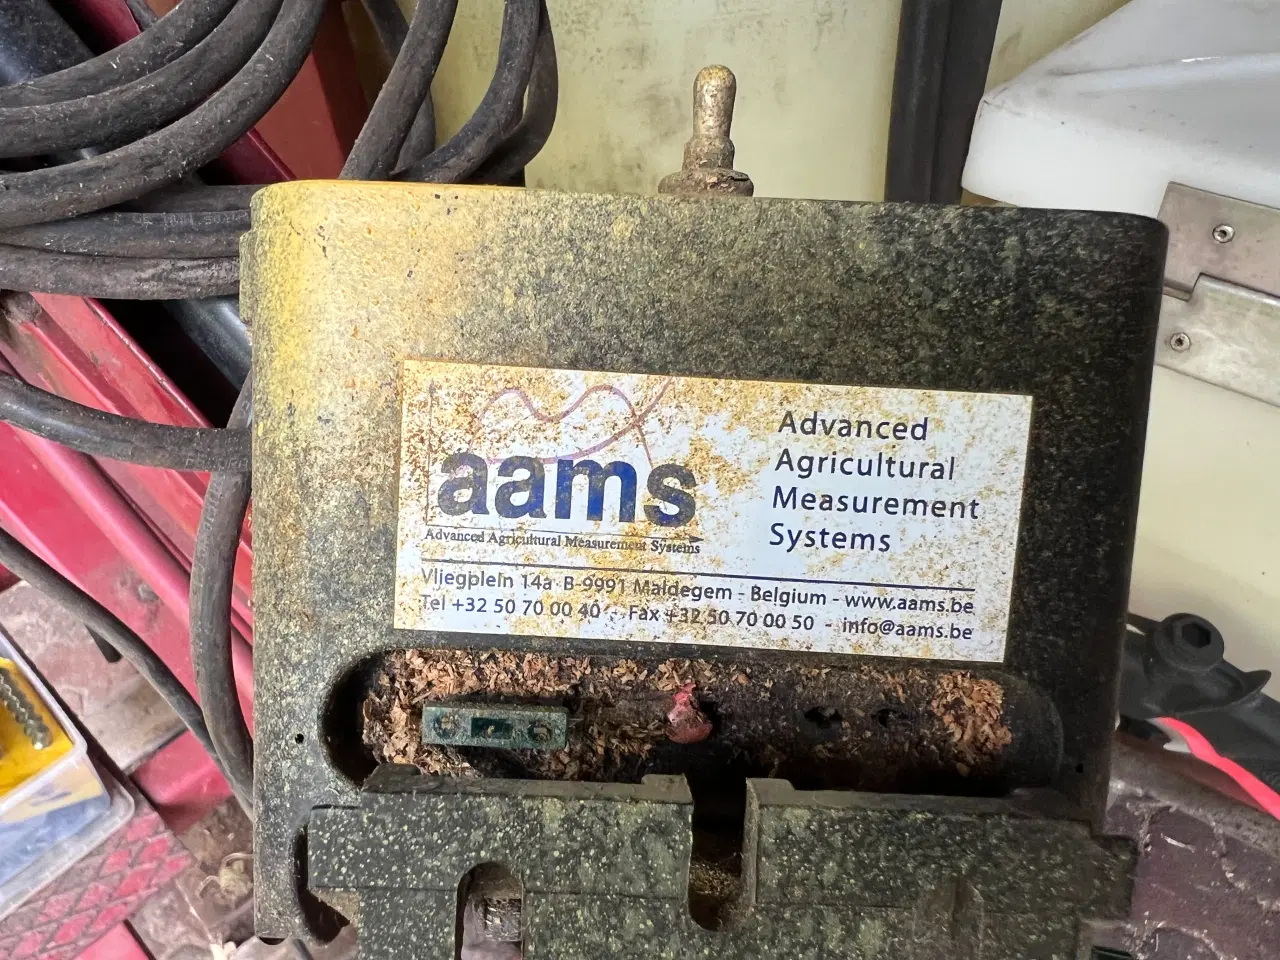 aams
Advanced Agricultural Measurement Systems
Advanced
Agricultural
Measurement
Systems
Vliegplein 14a B-9991 Maldegem - Belgium - www.aams.be
Tel +32 50 70 00 40 - Fax +32 50 70 00 50 - info@aams.be